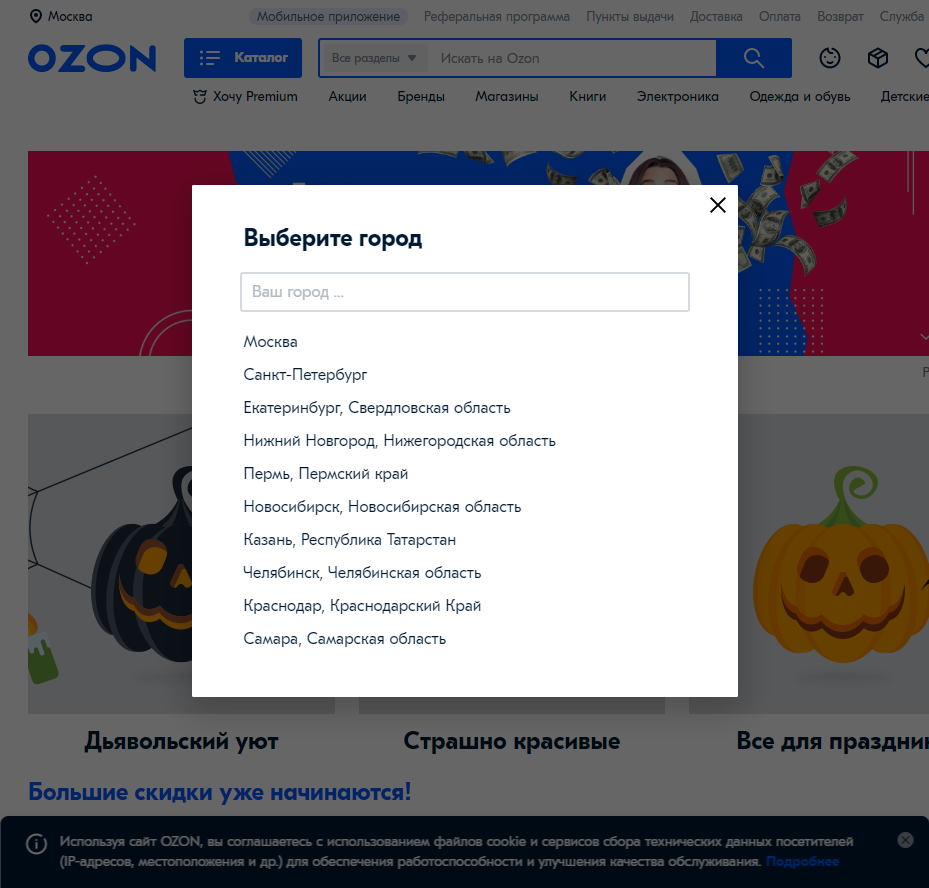 Москва
Мобильное приложение
Реферальная программа
Пункты выдачи
Доставка
Оплата
Возврат
Служба
OZON
Каталог
Все разделы
Искать на Ozon
Хочу Premium
Акции
Бренды
Магазины
Книги
Электроника
Одежда и обувь
Детские
Выберите город
Ваш город ...
Москва
Санкт-Петербург
Екатеринбург, Свердловская область
Нижний Новгород, Нижегородская область
Пермь, Пермский край
Новосибирск, Новосибирская область
Казань, Республика Татарстан
Челябинск, Челябинская область
Краснодар, Краснодарский Край
Самара, Самарская область
Дьявольский уют
Страшно красивые
Все для праздни
Большие скидки уже начинаются!
Используя сайт OZON, вы соглашаетесь с использованием файлов cookie и сервисов сбора технических данных посетителей
(IP-адресов, местоположения и др.) для обеспечения работоспособности и улучшения качества обслуживания. Подробнее